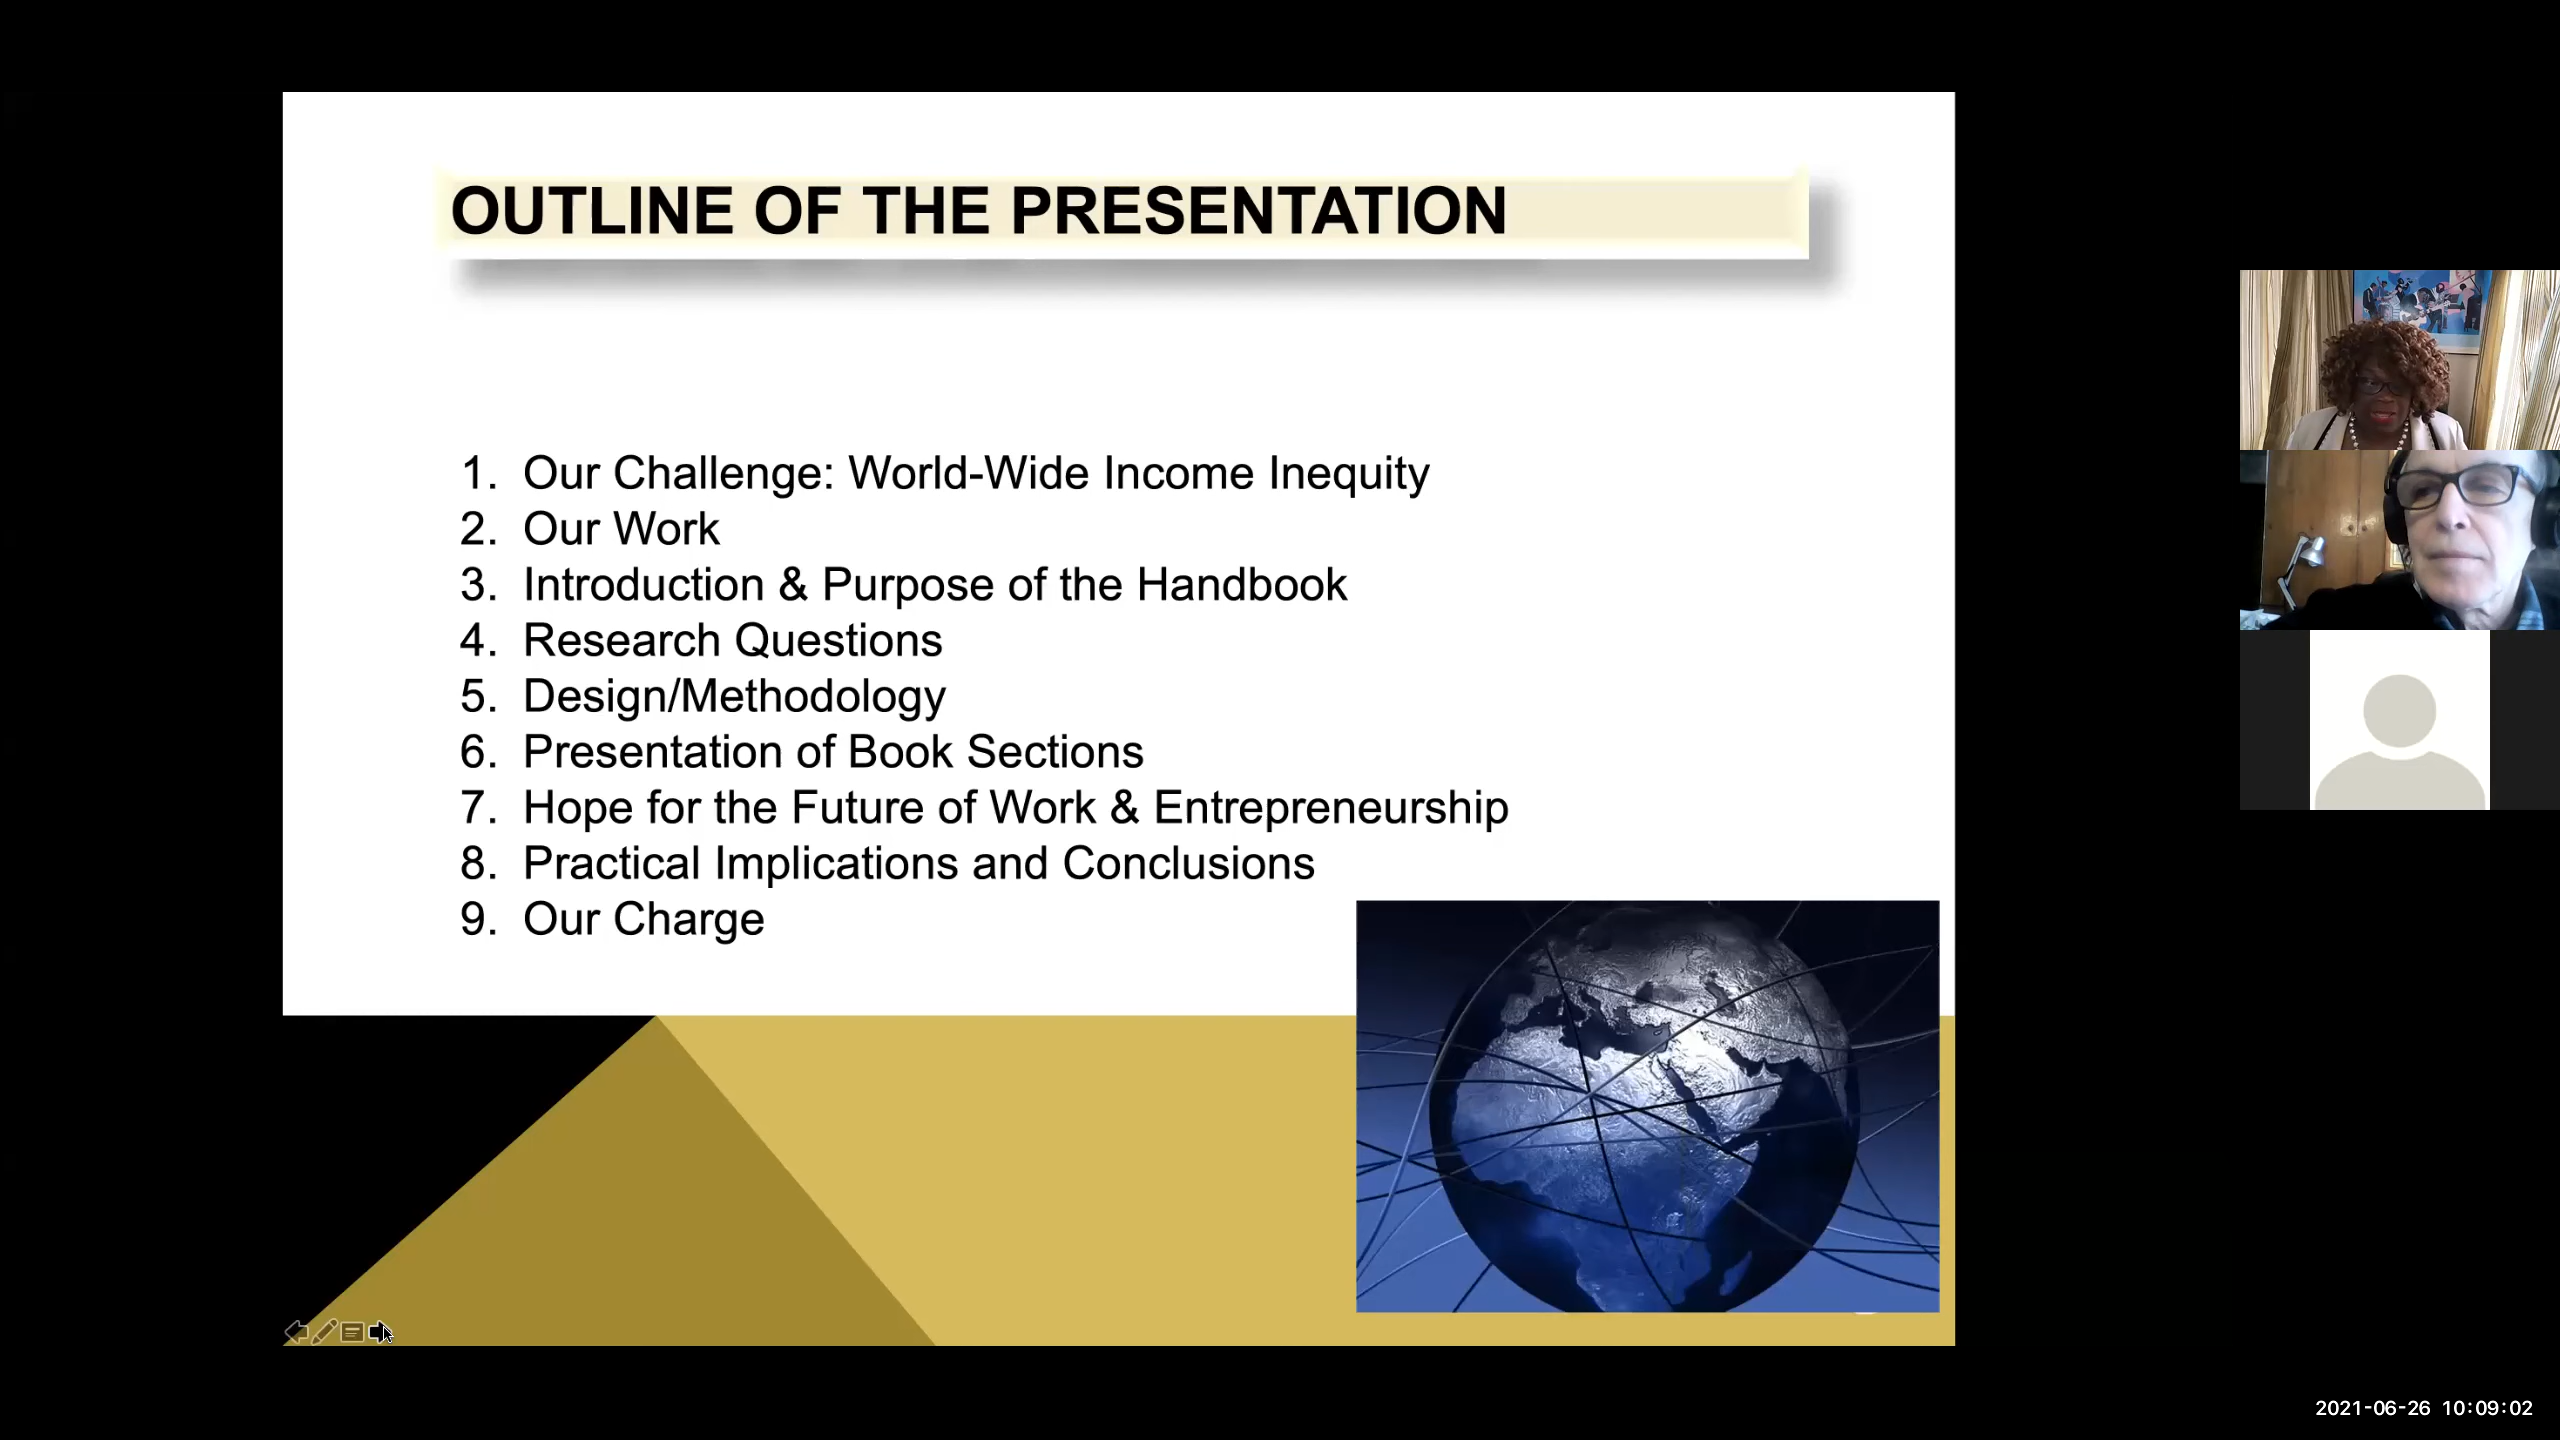 OUTLINE OF THE PRESENTATION
1. Our Challenge: World-Wide Income Inequity
2. Our Work
3. Introduction & Purpose of the Handbook
4. Research Questions
5. Design/Methodology
6. Presentation of Book Sections
7. Hope for the Future of Work & Entrepreneurship
8. Practical Implications and Conclusions
9. Our Charge
2021-06-26 10:09:02